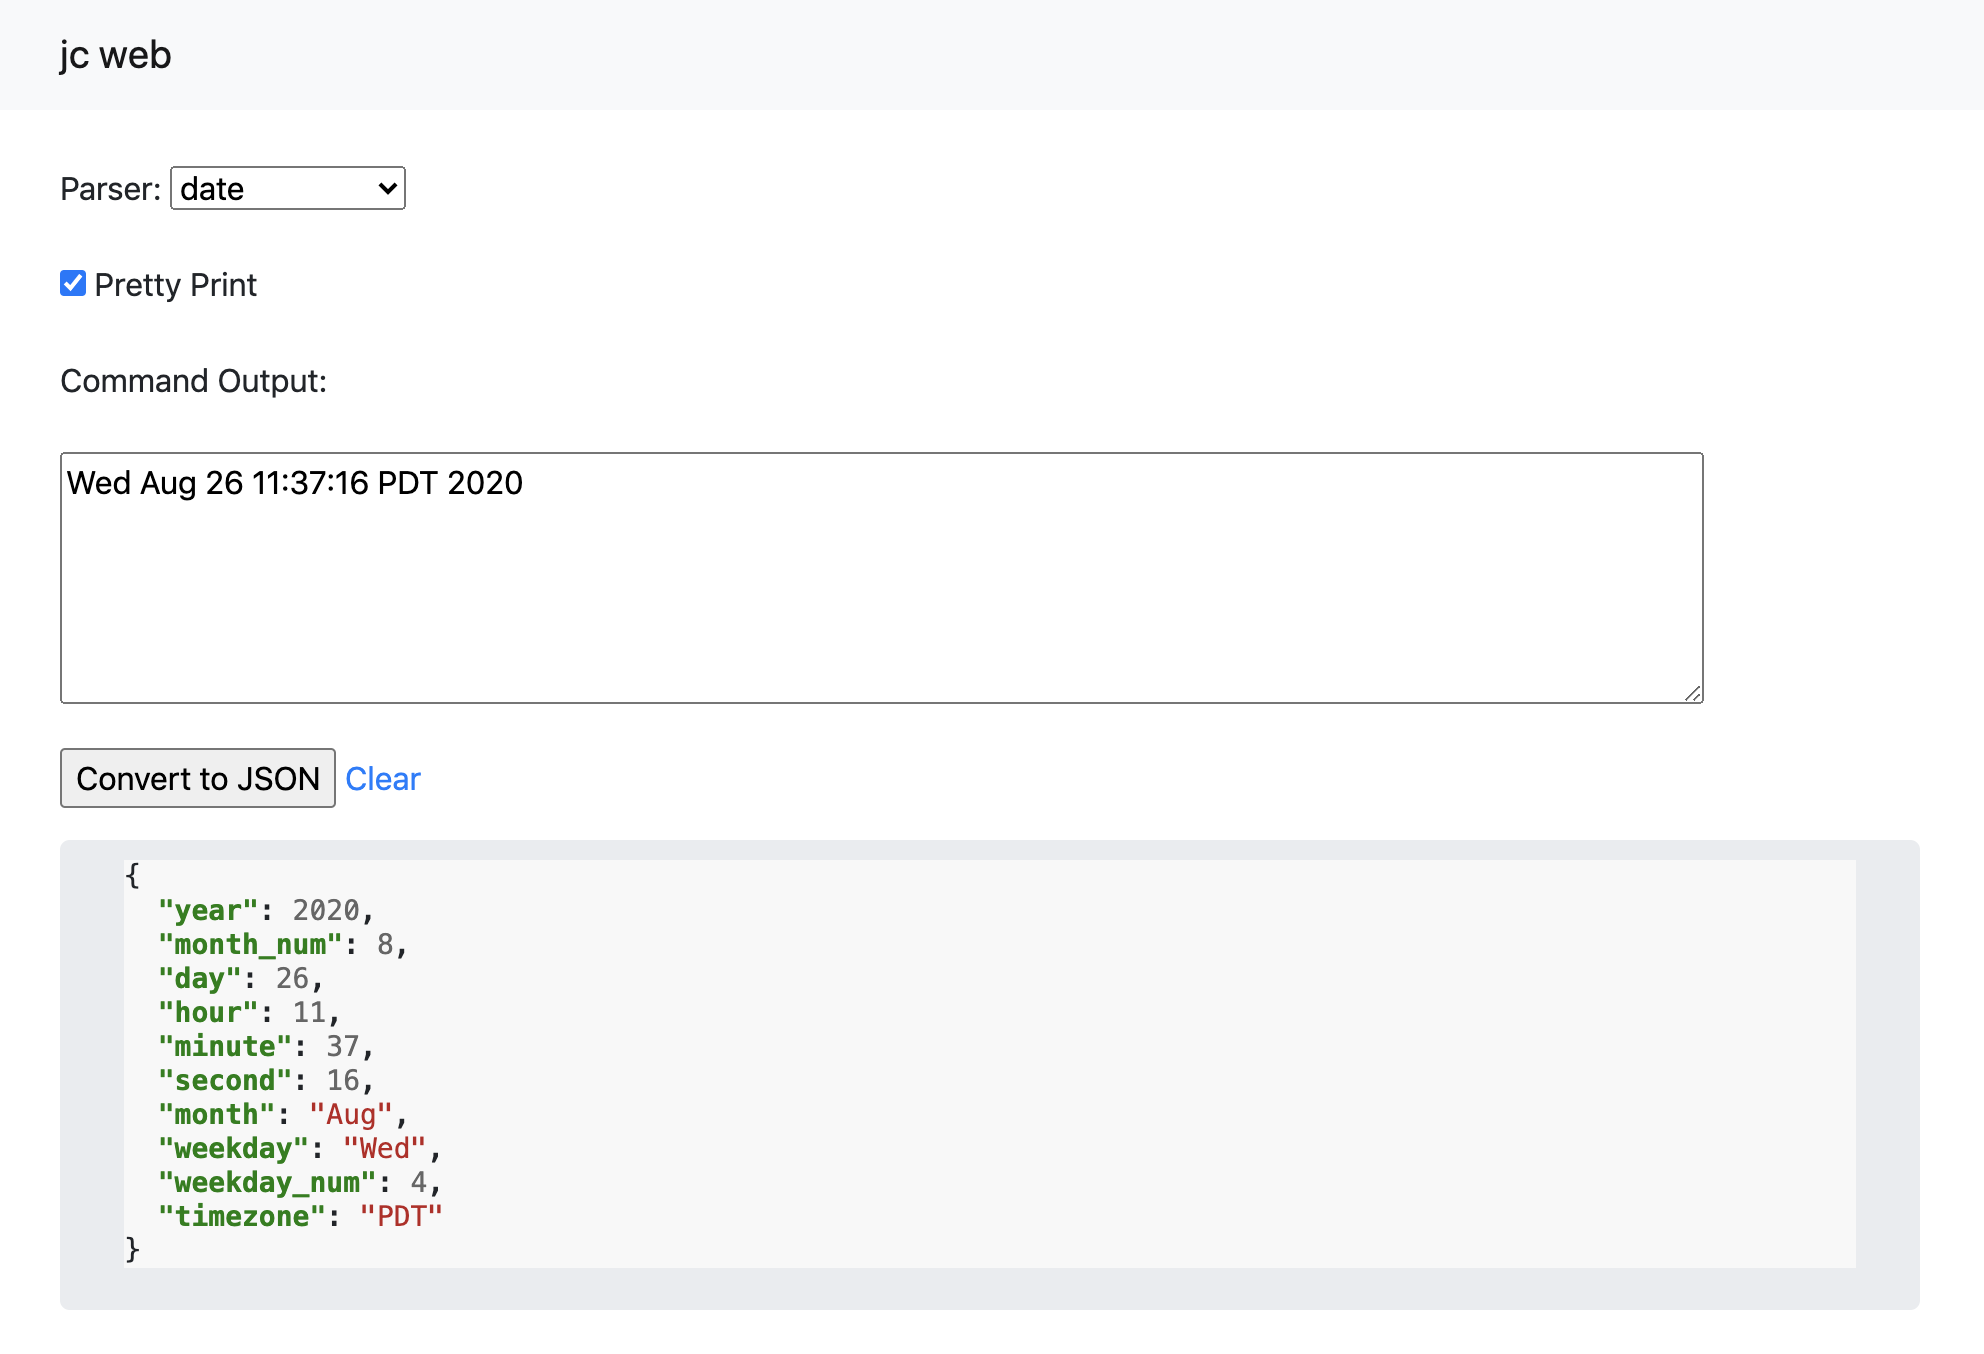 jc web
Parser: date
Pretty Print
Command Output:
Wed Aug 26 11:37:16 PDT 2020
Convert to JSON Clear
{
  "year": 2020,
  "month_num": 8,
  "day": 26,
  "hour": 11,
  "minute": 37,
  "second": 16,
  "month": "Aug",
  "weekday": "Wed",
  "weekday_num": 4,
  "timezone": "PDT"
}